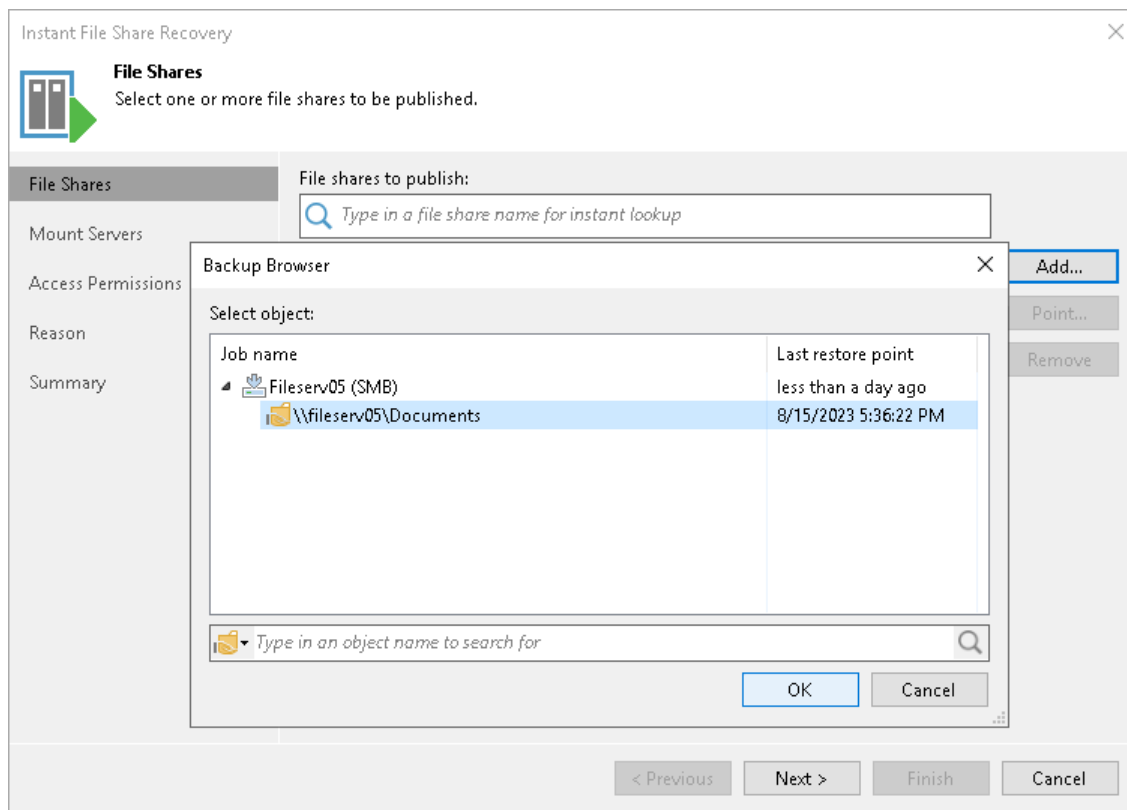 Instant File Share Recovery
File Shares
Select one or more file shares to be published.
File Shares
Mount Servers
Access Permissions
Reason
Summary
File shares to publish:
Type in a file share name for instant lookup
Add...
Point...
Remove
Backup Browser
Select object:
Job name Last restore point
Fileserv05 (SMB) less than a day ago
\\fileserv05\Documents 8/15/2023 5:36:22 PM
Type in an object name to search for
OK Cancel
< Previous Next > Finish Cancel